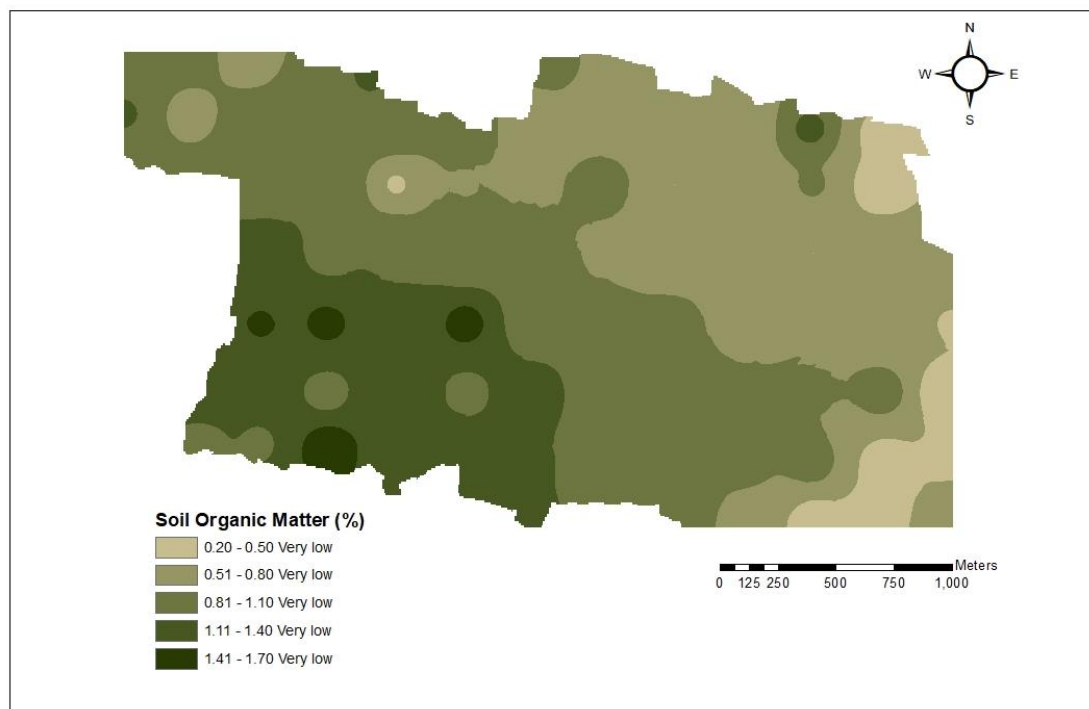 N
W E
S
Soil Organic Matter (%)
0.20 - 0.50 Very low
0.51 - 0.80 Very low
0.81 - 1.10 Very low
1.11 - 1.40 Very low
1.41 - 1.70 Very low
Meters
0 125 250 500 750 1,000